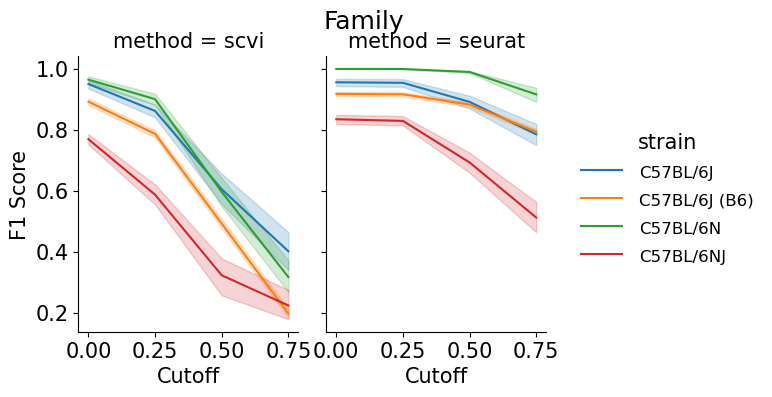 Family
method = scvi
method = seurat
F1 Score
1.0
0.8
0.6
0.4
0.2
0.00 0.25 0.50 0.75
0.00 0.25 0.50 0.75
Cutoff
Cutoff
strain
C57BL/6J
C57BL/6J (B6)
C57BL/6N
C57BL/6NJ